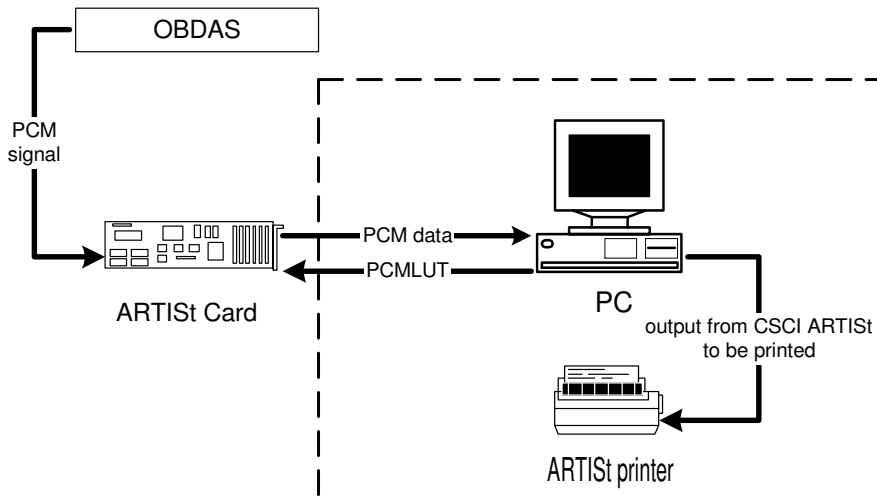 OBDAS
PCM
signal
PCM data
PCMLUT
ARTISt Card
PC
output from CSCI ARTISt
to be printed
ARTISt printer